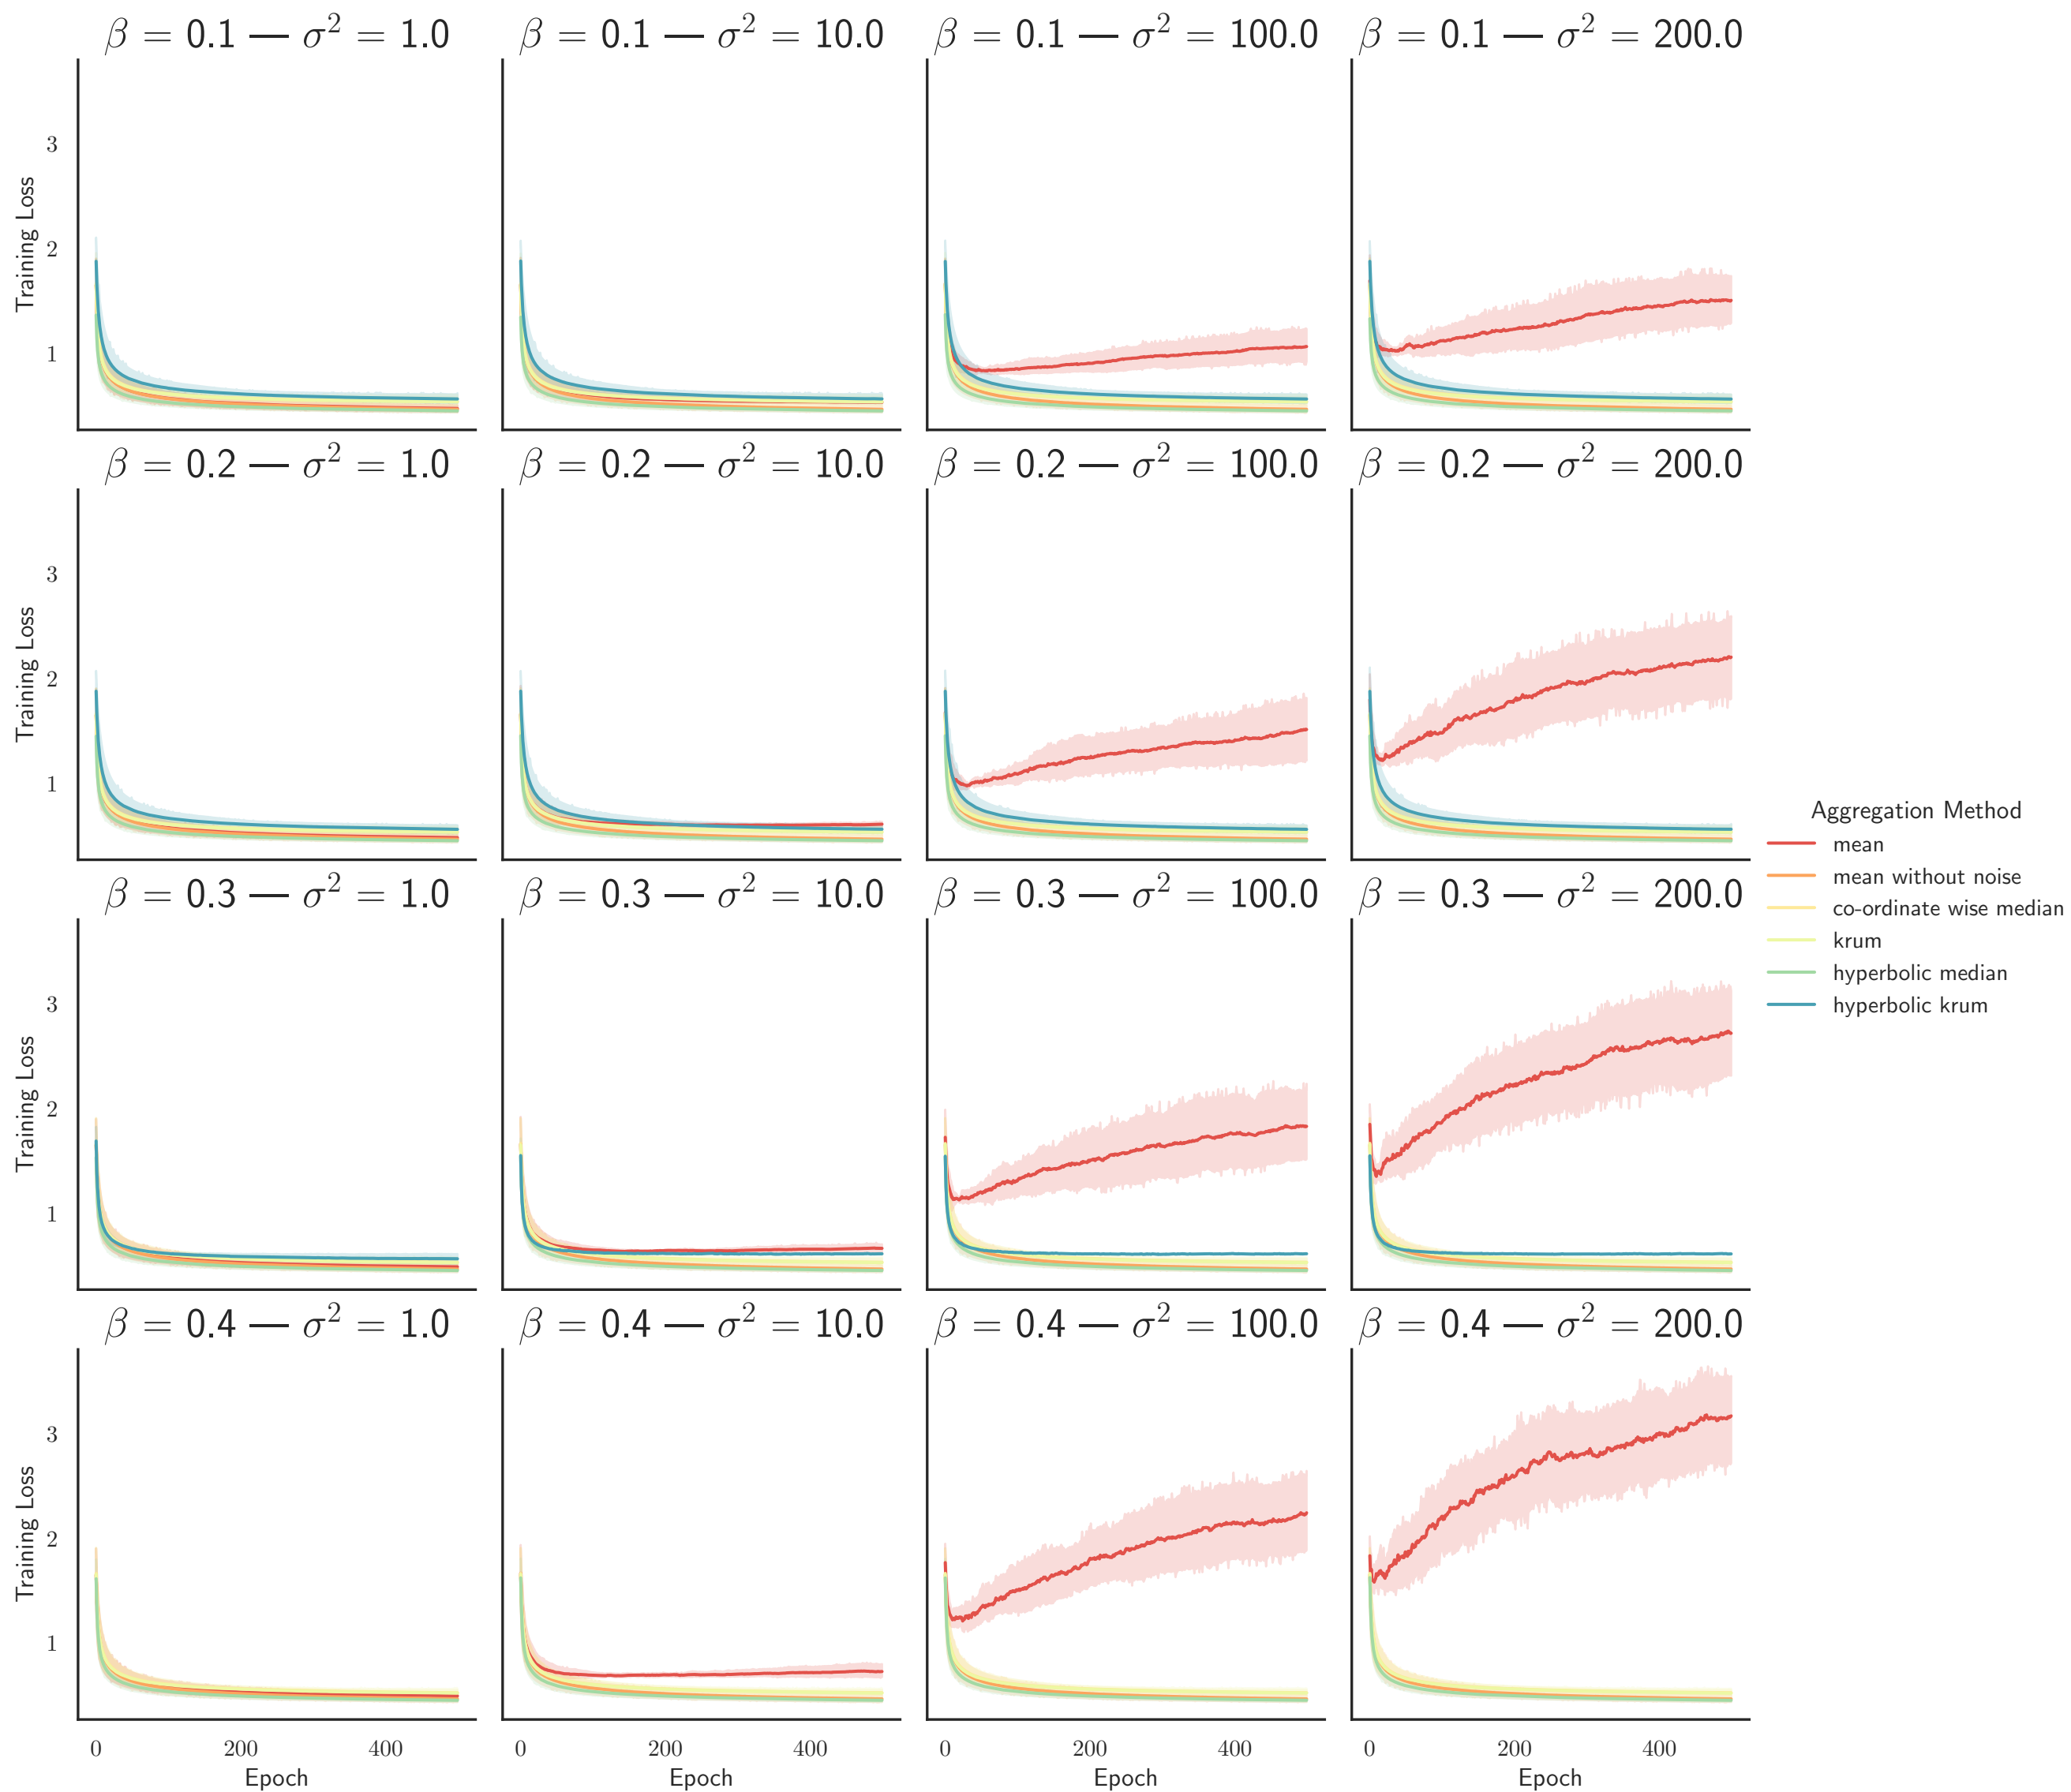 β = 0.1 — σ² = 1.0
β = 0.1 — σ² = 10.0
β = 0.1 — σ² = 100.0
β = 0.1 — σ² = 200.0
Training Loss
3
2
1
β = 0.2 — σ² = 1.0
β = 0.2 — σ² = 10.0
β = 0.2 — σ² = 100.0
β = 0.2 — σ² = 200.0
Training Loss
3
2
1
β = 0.3 — σ² = 1.0
β = 0.3 — σ² = 10.0
β = 0.3 — σ² = 100.0
β = 0.3 — σ² = 200.0
Training Loss
3
2
1
β = 0.4 — σ² = 1.0
β = 0.4 — σ² = 10.0
β = 0.4 — σ² = 100.0
β = 0.4 — σ² = 200.0
Training Loss
3
2
1
0 200 400
Epoch
0 200 400
Epoch
0 200 400
Epoch
0 200 400
Epoch
Aggregation Method
mean
mean without noise
co-ordinate wise median
krum
hyperbolic median
hyperbolic krum